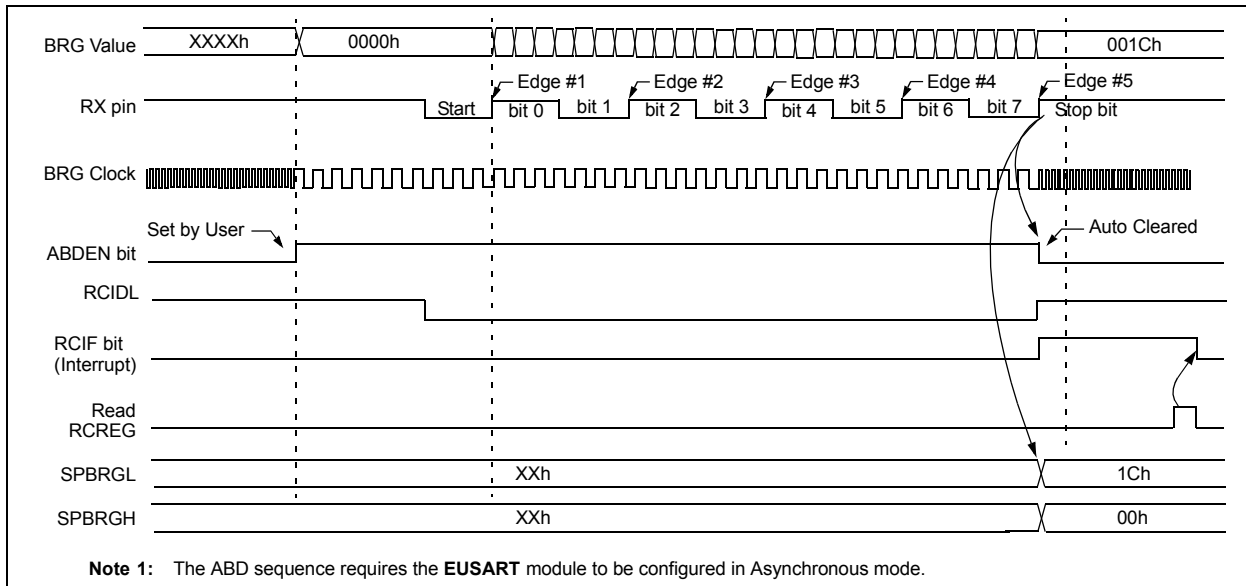 BRG Value XXXXh 0000h 001Ch
Edge #1 Edge #2 Edge #3 Edge #4 Edge #5
RX pin Start bit 0 bit 1 bit 2 bit 3 bit 4 bit 5 bit 6 bit 7 Stop bit
BRG Clock
Set by User Auto Cleared
ABDEN bit
RCIDL
RCIF bit
(Interrupt)
Read
RCREG
SPBRGL XXh 1Ch
SPBRGH XXh 00h
Note 1: The ABD sequence requires the EUSART module to be configured in Asynchronous mode.